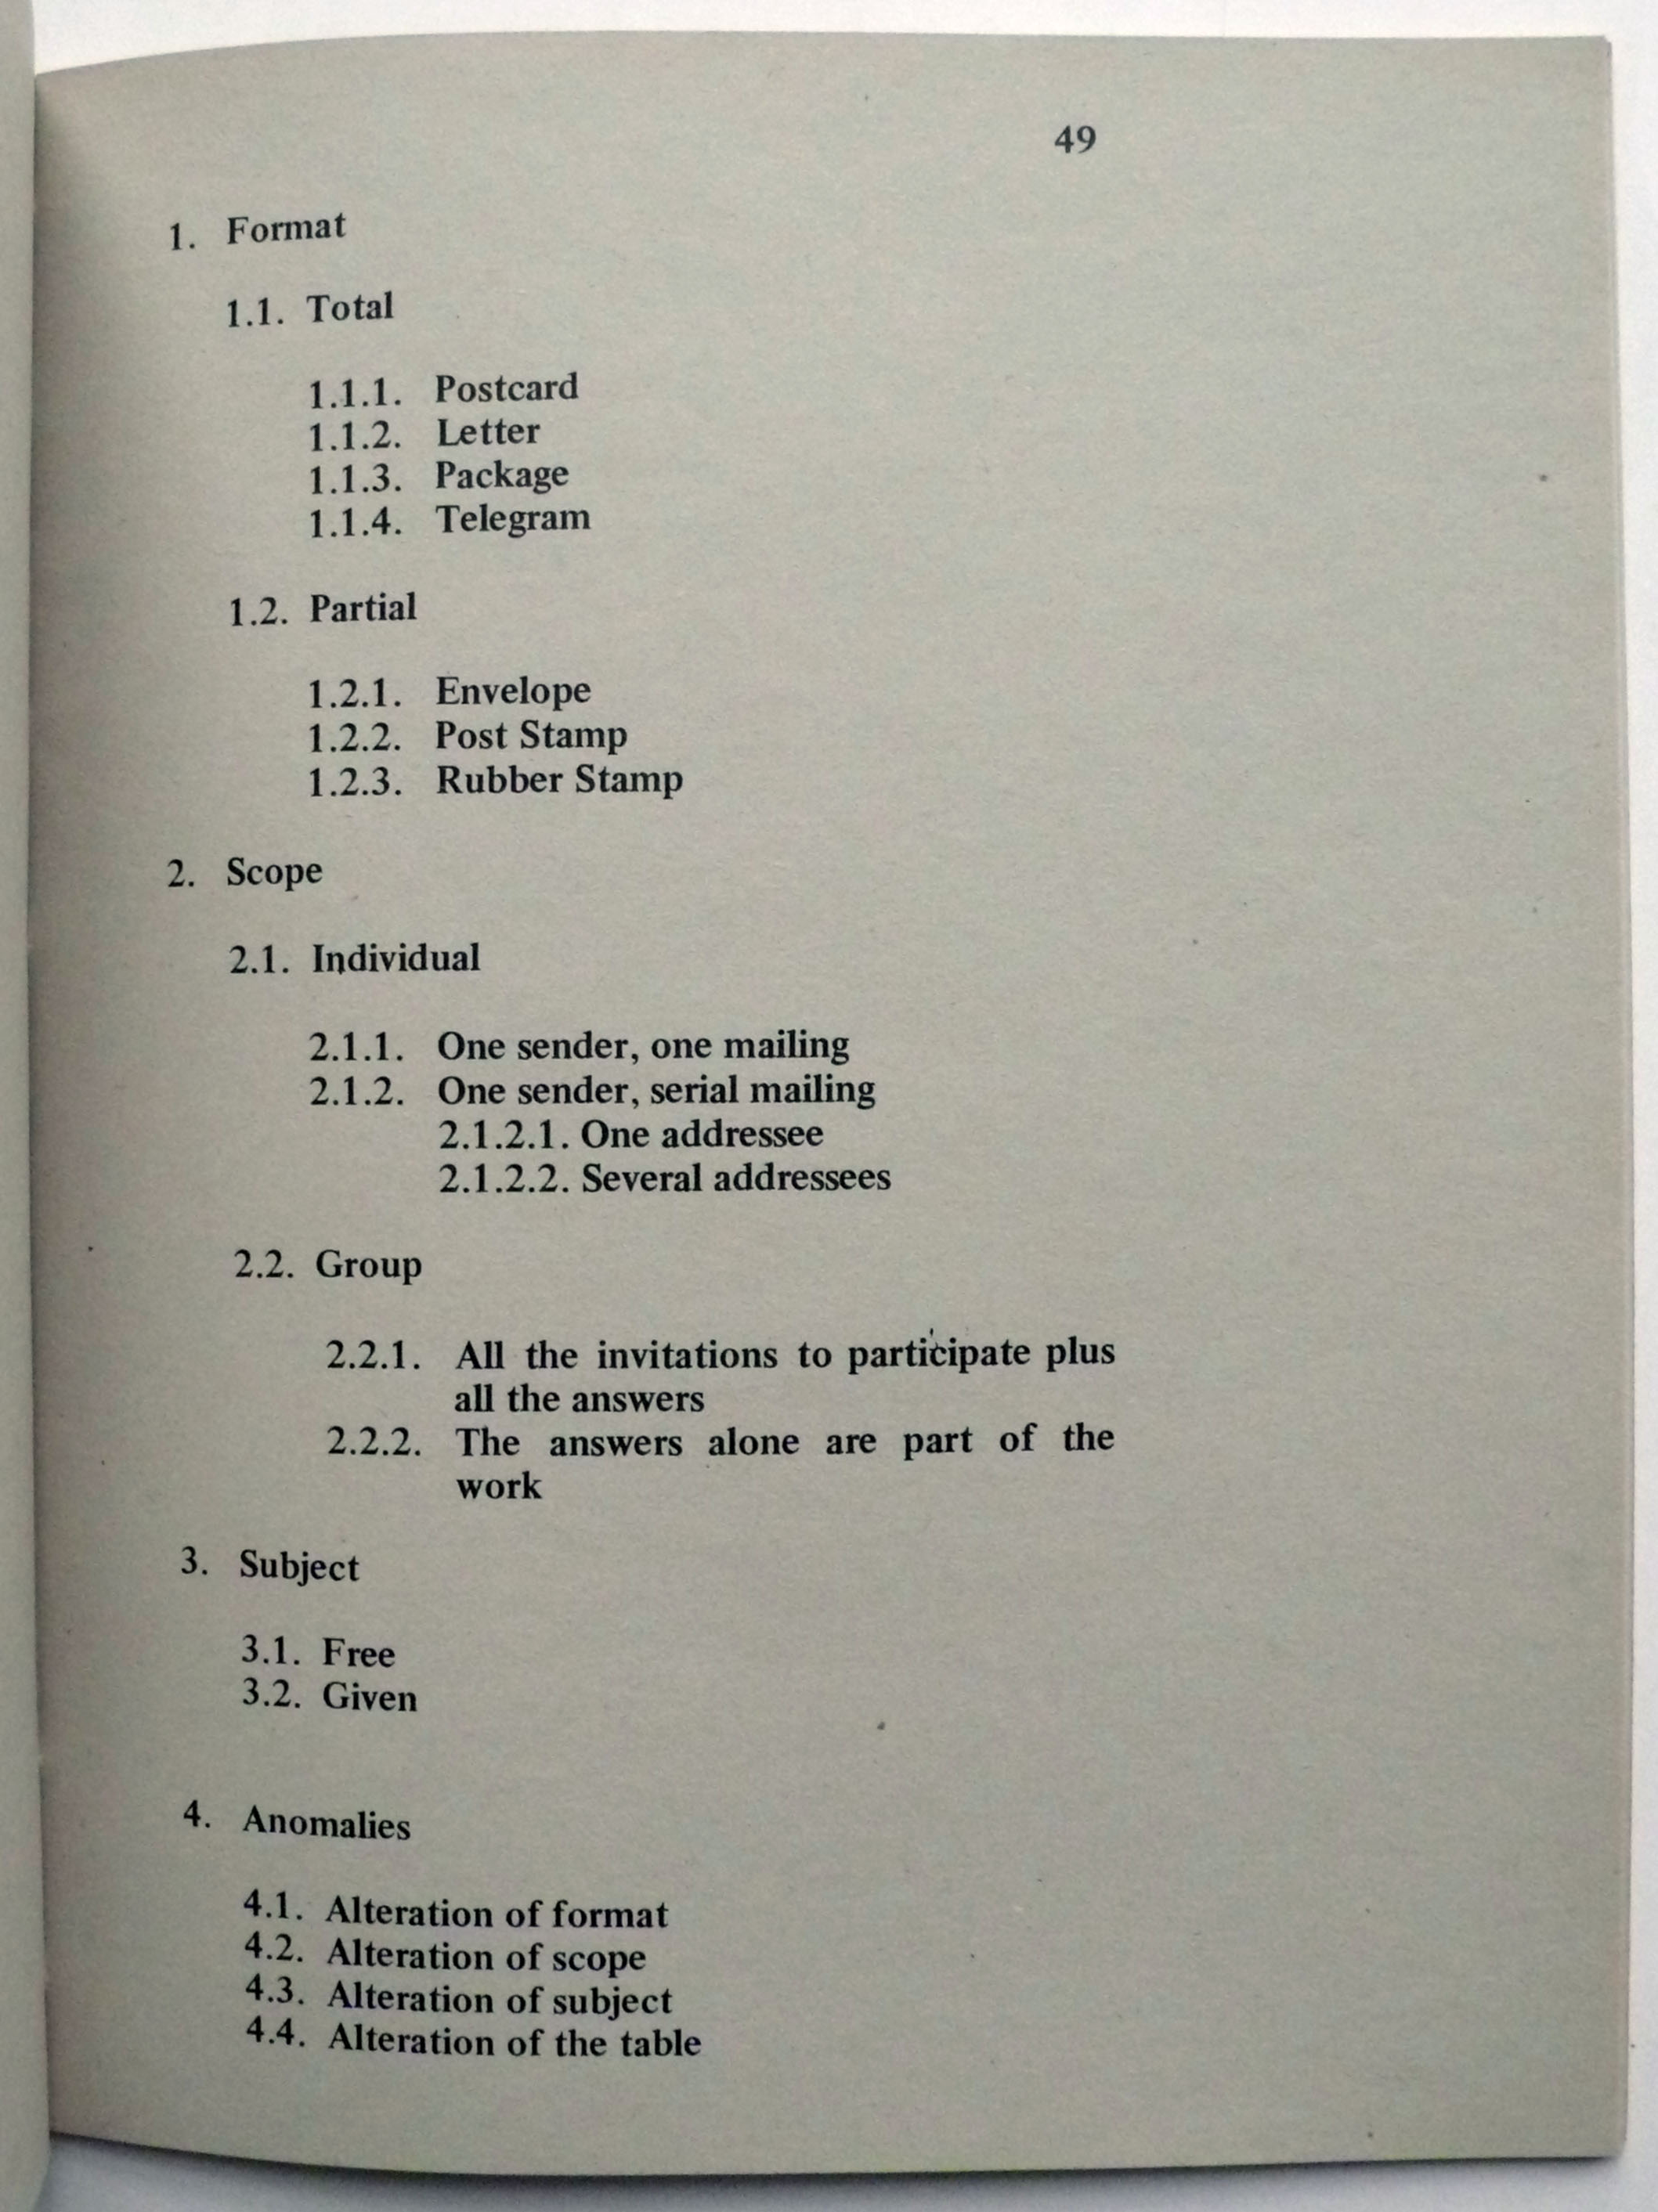 49
1. Format
1.1. Total
1.1.1. Postcard
1.1.2. Letter
1.1.3. Package
1.1.4. Telegram
1.2. Partial
1.2.1. Envelope
1.2.2. Post Stamp
1.2.3. Rubber Stamp
2. Scope
2.1. Individual
2.1.1. One sender, one mailing
2.1.2. One sender, serial mailing
2.1.2.1. One addressee
2.1.2.2. Several addressees
2.2. Group
2.2.1. All the invitations to participate plus
all the answers
2.2.2. The answers alone are part of the
work
3. Subject
3.1. Free
3.2. Given
4. Anomalies
4.1. Alteration of format
4.2. Alteration of scope
4.3. Alteration of subject
4.4. Alteration of the table